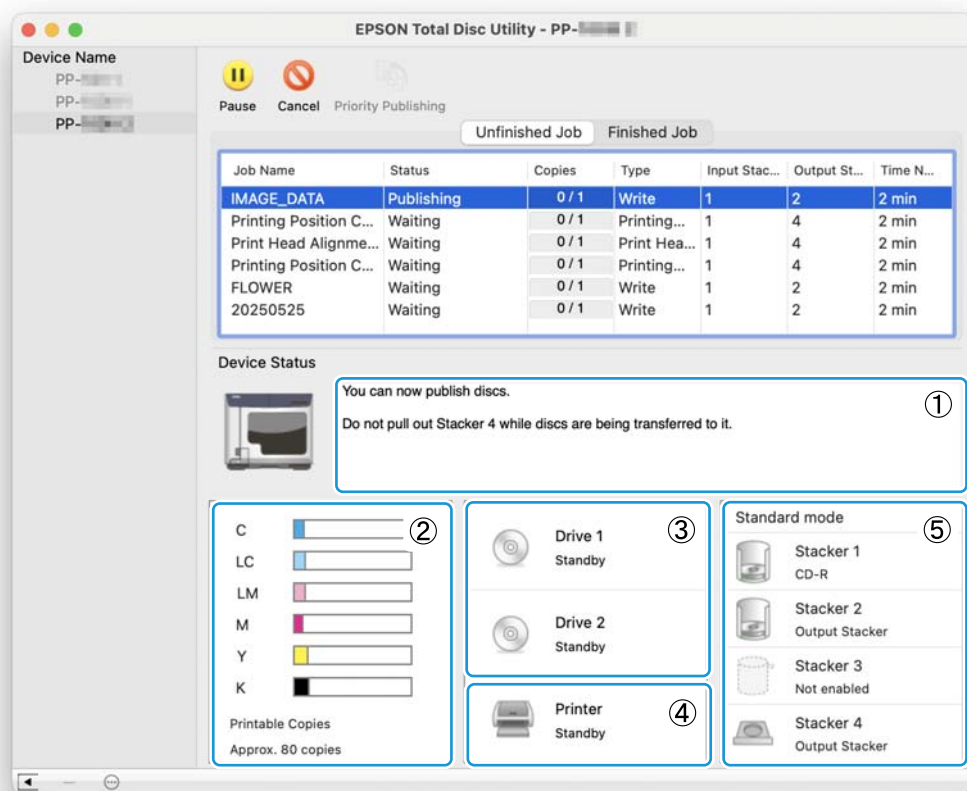 EPSON Total Disc Utility - PP-
Device Name
PP-
PP-
PP-
Pause Cancel Priority Publishing
Unfinished Job Finished Job
Job Name Status Copies Type Input Stac... Output St... Time N...
IMAGE_DATA Publishing 0 / 1 Write 1 2 2 min
Printing Position C... Waiting 0 / 1 Printing... 1 4 2 min
Print Head Alignme... Waiting 0 / 1 Print Hea... 1 4 2 min
Printing Position C... Waiting 0 / 1 Printing... 1 4 2 min
FLOWER Waiting 0 / 1 Write 1 2 2 min
20250525 Waiting 0 / 1 Write 1 2 2 min
Device Status
You can now publish discs.
①
Do not pull out Stacker 4 while discs are being transferred to it.
②
C
LC
LM
M
Y
K
Printable Copies
Approx. 80 copies
③
Drive 1
Standby
Drive 2
Standby
④
Printer
Standby
Standard mode
⑤
Stacker 1
CD-R
Stacker 2
Output Stacker
Stacker 3
Not enabled
Stacker 4
Output Stacker